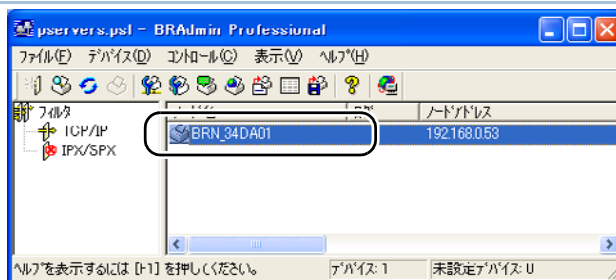 pservers.psl - BRAdmin Professional
ファイル(F) デバイス(D) コントロール(C) 表示(V) ヘルプ(H)
フィルタ ノードアドレス
TCP/IP
BRN_34DA01 192.168.0.53
IPX/SPX
ヘルプを表示するには [F1] を押してください。 デバイス: 1 未設定デバイス: 0